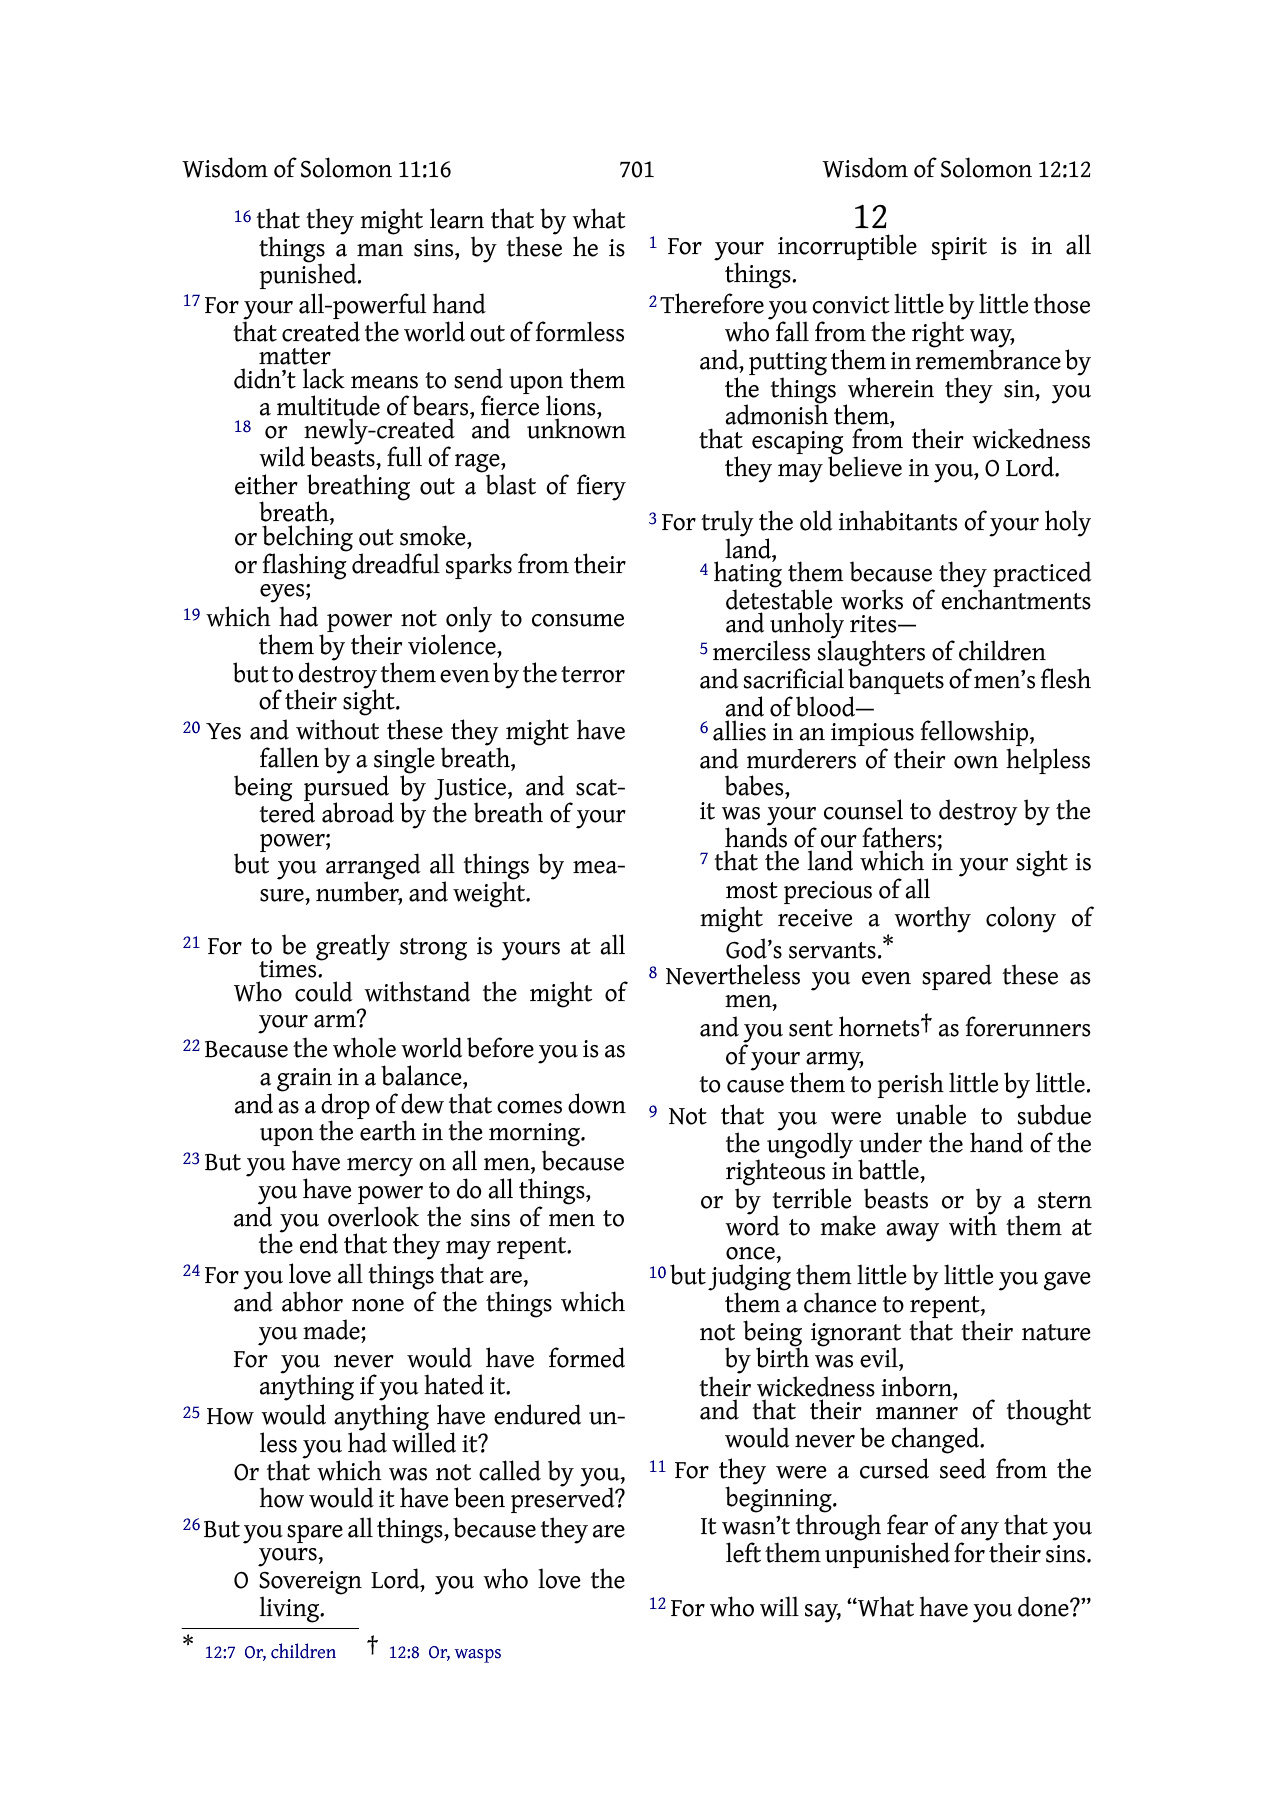 Wisdom of Solomon 11:16 701 Wisdom of Solomon 12:12
16 that they might learn that by what
things a man sins, by these he is
punished.
17 For your all-powerful hand
that created the world out of formless
matter
didn’t lack means to send upon them
a multitude of bears, fierce lions,
18 or newly-created and unknown
wild beasts, full of rage,
either breathing out a blast of fiery
breath,
or belching out smoke,
or flashing dreadful sparks from their
eyes;
19 which had power not only to consume
them by their violence,
but to destroy them even by the terror
of their sight.
20 Yes and without these they might have
fallen by a single breath,
being pursued by Justice, and scat-
tered abroad by the breath of your
power;
but you arranged all things by mea-
sure, number, and weight.
21 For to be greatly strong is yours at all
times.
Who could withstand the might of
your arm?
22 Because the whole world before you is as
a grain in a balance,
and as a drop of dew that comes down
upon the earth in the morning.
23 But you have mercy on all men, because
you have power to do all things,
and you overlook the sins of men to
the end that they may repent.
24 For you love all things that are,
and abhor none of the things which
you made;
For you never would have formed
anything if you hated it.
25 How would anything have endured un-
less you had willed it?
Or that which was not called by you,
how would it have been preserved?
26 But you spare all things, because they are
yours,
O Sovereign Lord, you who love the
living.
12
1 For your incorruptible spirit is in all
things.
2 Therefore you convict little by little those
who fall from the right way,
and, putting them in remembrance by
the things wherein they sin, you
admonish them,
that escaping from their wickedness
they may believe in you, O Lord.
3 For truly the old inhabitants of your holy
land,
4 hating them because they practiced
detestable works of enchantments
and unholy rites—
5 merciless slaughters of children
and sacrificial banquets of men’s flesh
and of blood—
6 allies in an impious fellowship,
and murderers of their own helpless
babes,
it was your counsel to destroy by the
hands of our fathers;
7 that the land which in your sight is
most precious of all
might receive a worthy colony of
God’s servants.*
8 Nevertheless you even spared these as
men,
and you sent hornets† as forerunners
of your army,
to cause them to perish little by little.
9 Not that you were unable to subdue
the ungodly under the hand of the
righteous in battle,
or by terrible beasts or by a stern
word to make away with them at
once,
10 but judging them little by little you gave
them a chance to repent,
not being ignorant that their nature
by birth was evil,
their wickedness inborn,
and that their manner of thought
would never be changed.
11 For they were a cursed seed from the
beginning.
It wasn’t through fear of any that you
left them unpunished for their sins.
12 For who will say, “What have you done?”
* 12:7 Or, children † 12:8 Or, wasps